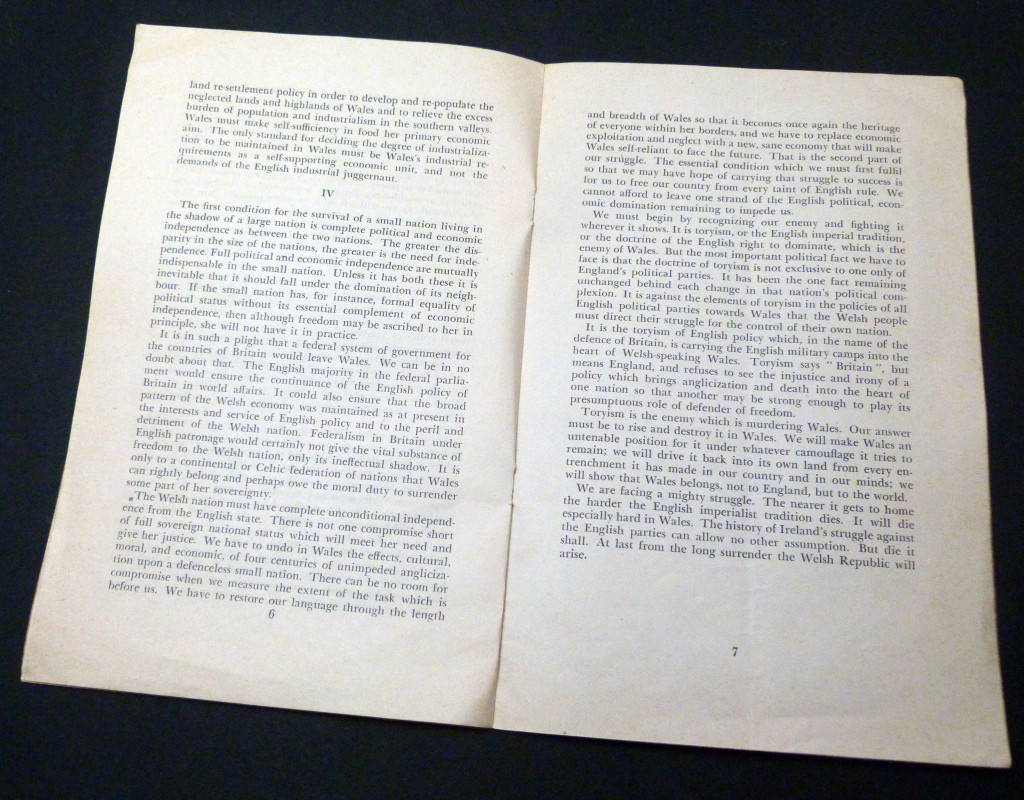 land re-settlement policy in order to develop and re-populate the
neglected lands and highlands of Wales and to relieve the excess
burden of population and industrialism in the southern valleys.
Wales must make self-sufficiency in food her primary economic
aim. The only standard for deciding the degree of industrializa-
tion to be maintained in Wales must be Wales's industrial re-
quirements as a self-supporting economic unit, and not the
demands of the English industrial juggernaut.
IV
The first condition for the survival of a small nation living in
the shadow of a large nation is complete political and economic
independence as between the two nations. The greater the dis-
parity in the size of the nations, the greater is the need for inde-
pendence. Full political and economic independence are mutually
indispensable in the small nation. Unless it has both these it is
inevitable that it should fall under the domination of its neigh-
bour. If the small nation has, for instance, formal equality of
political status without its essential complement of economic
independence, then although freedom may be ascribed to her in
principle, she will not have it in practice.
It is in such a plight that a federal system of government for
the countries of Britain would leave Wales. We can be in no
doubt about that. The English majority in the federal parlia-
ment would ensure the continuance of the English policy of
Britain in world affairs. It could also ensure that the broad
pattern of the Welsh economy was maintained as at present in
the interests and service of English policy and to the peril and
detriment of the Welsh nation. Federalism in Britain under
English patronage would certainly not give the vital substance of
freedom to the Welsh nation, only its ineffectual shadow. It is
only to a continental or Celtic federation of nations that Wales
can rightly belong and perhaps owe the moral duty to surrender
some part of her sovereignty.
The Welsh nation must have complete unconditional independ-
ence from the English state. There is not one compromise short
of full sovereign national status which will meet her need and
give her justice. We have to undo in Wales the effects, cultural,
moral, and economic, of four centuries of unimpeded angliciza-
tion upon a defenceless small nation. There can be no room for
compromise when we measure the extent of the task which is
before us. We have to restore our language through the length
6
and breadth of Wales so that it becomes once again the heritage
of everyone within her borders, and we have to replace economic
exploitation and neglect with a new, sane economy that will make
Wales self-reliant to face the future. That is the second part of
our struggle. The essential condition which we must first fulfil
so that we may have hope of carrying that struggle to success is
for us to free our country from every taint of English rule. We
cannot afford to leave one strand of the English political, econ-
omic domination remaining to impede us.
We must begin by recognizing our enemy and fighting it
wherever it shows. It is toryism, or the English imperial tradition,
or the doctrine of the English right to dominate, which is the
enemy of Wales. But the most important political fact we have to
face is that the doctrine of toryism is not exclusive to one only of
England's political parties. It has been the one fact remaining
unchanged behind each change in that nation's political com-
plexion. It is against the elements of toryism in the policies of all
English political parties towards Wales that the Welsh people
must direct their struggle for the control of their own nation.
It is the toryism of English policy which, in the name of the
defence of Britain, is carrying the English military camps into the
heart of Welsh-speaking Wales. Toryism says " Britain ", but
means England, and refuses to see the injustice and irony of a
policy which brings anglicization and death into the heart of
one nation so that another may be strong enough to play its
presumptuous role of defender of freedom.
Toryism is the enemy which is murdering Wales. Our answer
must be to rise and destroy it in Wales. We will make Wales an
untenable position for it under whatever camouflage it tries to
remain; we will drive it back into its own land from every en-
trenchment it has made in our country and in our minds; we
will show that Wales belongs, not to England, but to the world.
We are facing a mighty struggle. The nearer it gets to home
the harder the English imperialist tradition dies. It will die
especially hard in Wales. The history of Ireland's struggle against
the English parties can allow no other assumption. But die it
shall. At last from the long surrender the Welsh Republic will
arise.
7